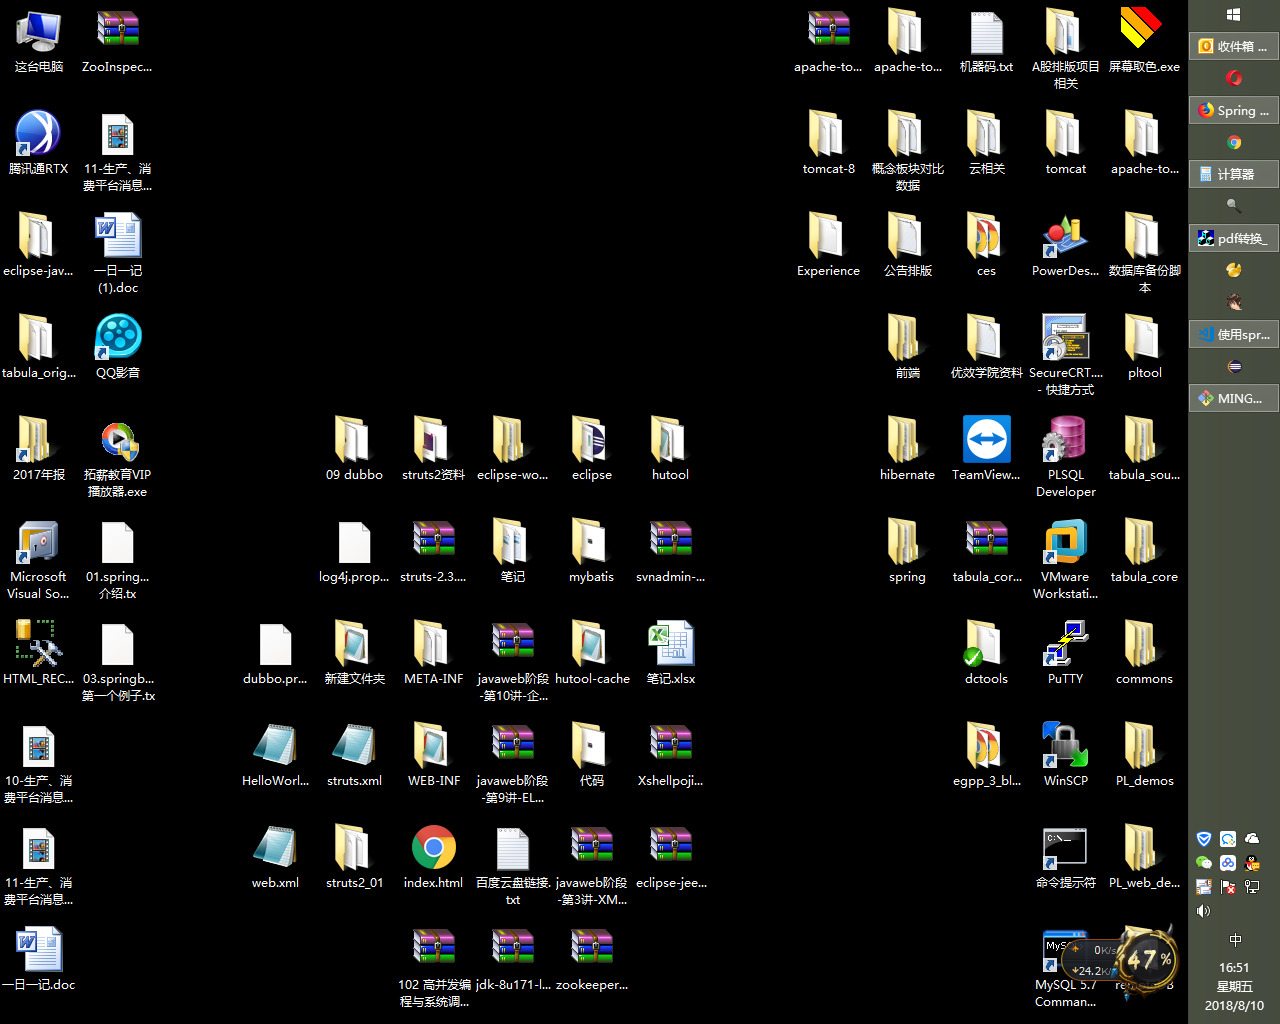 这台电脑
ZooInspec...
apache-to...
apache-to...
机器码.txt
A股排版项目
相关
屏幕取色.exe
腾讯通RTX
11-生产、消
费平台消息...
tomcat-8
概念板块对比
数据
云相关
tomcat
apache-to...
eclipse-jav...
一日一记
(1).doc
Experience
公告排版
ces
PowerDes...
数据库备份脚
本
tabula_orig...
QQ影音
前端
优效学院资料
SecureCRT....
- 快捷方式
pltool
2017年报
拓薪教育VIP
播放器.exe
09 dubbo
struts2资料
eclipse-wo...
eclipse
hutool
hibernate
TeamView...
PLSQL
Developer
tabula_sou...
Microsoft
Visual So...
01.spring...
介绍.tx
log4j.prop...
struts-2.3....
笔记
mybatis
svnadmin-...
spring
tabula_cor...
VMware
Workstati...
tabula_core
HTML_REC...
03.springb...
第一个例子.tx
dubbo.pr...
新建文件夹
META-INF
javaweb阶段
-第10讲-企...
hutool-cache
笔记.xlsx
dctools
PuTTY
commons
10-生产、消
费平台消息...
HelloWorl...
struts.xml
WEB-INF
javaweb阶段
-第9讲-EL...
代码
Xshellpoji...
egpp_3_bl...
WinSCP
PL_demos
11-生产、消
费平台消息...
web.xml
struts2_01
index.html
百度云盘链接.
txt
javaweb阶段
-第3讲-XM...
eclipse-jee...
命令提示符
PL_web_de...
一日一记.doc
102 高并发编
程与系统调...
jdk-8u171-l...
zookeeper...
MySQL 5.7
Comman...
0K/s
24.2K/
47%
收件箱 ...
Spring ...
计算器
pdf转换_
使用spr...
MING...
中
16:51
星期五
2018/8/10